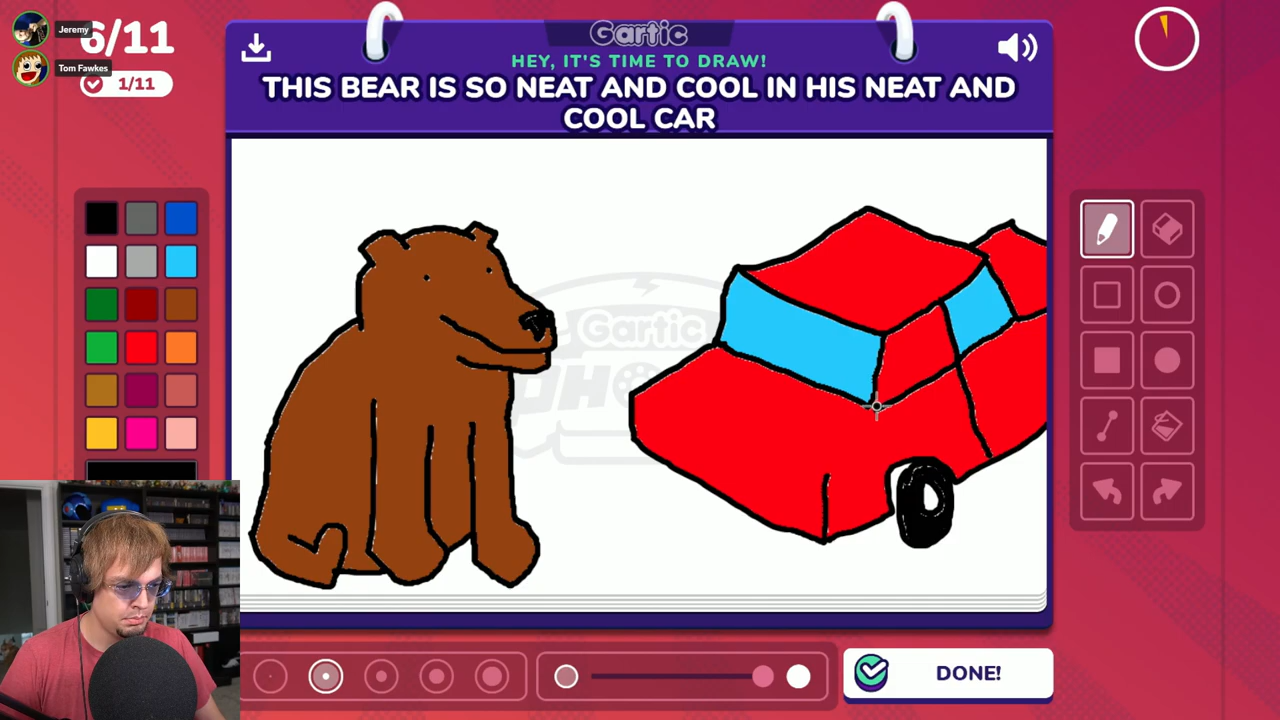 Jeremy
6/11
Tom Fawkes
1/11
Gartic
HEY, IT'S TIME TO DRAW!
THIS BEAR IS SO NEAT AND COOL IN HIS NEAT AND
COOL CAR
Gartic
DONE!